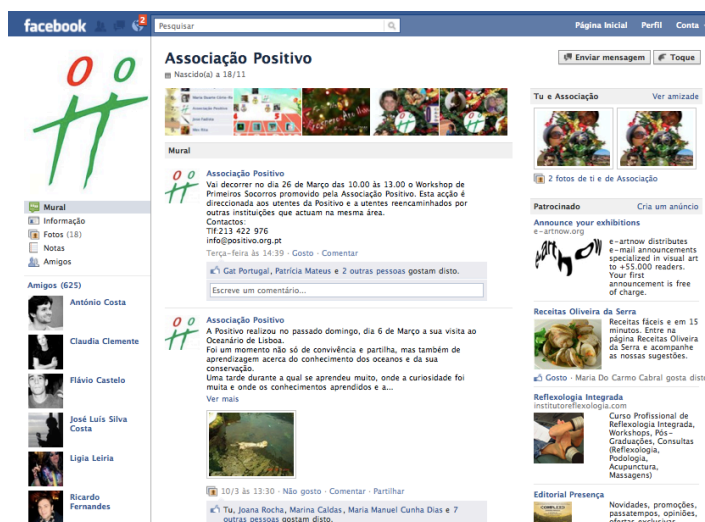 facebook
2
Pesquisar
Página Inicial Perfil Conta
Associação Positivo
Nascido(a) a 18/11
Enviar mensagem
Toque
Mural
Informação
Fotos (18)
Notas
Amigos
Amigos (625)
António Costa
Claudia Clemente
Flávio Castelo
José Luís Silva
Costa
Ligia Leiria
Ricardo
Fernandes
Mural
Associação Positivo
Vai decorrer no dia 26 de Março das 10.00 às 13.00 o Workshop de
Primeiros Socorros promovido pela Associação Positivo. Esta acção é
direccionada aos utentes da Positivo e a utentes reencaminhados por
outras instituições que actuam na mesma área.
Contactos:
Tlf:213 422 976
info@positivo.org.pt
Terça-feira às 14:39 · Gosto · Comentar
Gat Portugal, Patrícia Mateus e 2 outras pessoas gostam disto.
Escreve um comentário...
Associação Positivo
A Positivo realizou no passado domingo, dia 6 de Março a sua visita ao
Oceanário de Lisboa.
Foi um momento não só de convivência e partilha, mas também de
aprendizagem acerca do conhecimento dos oceanos e da sua
conservação.
Uma tarde durante a qual se aprendeu muito, onde a curiosidade foi
muita e onde os conhecimentos aprendidos e a...
Ver mais
10/3 às 13:30 · Não gosto · Comentar · Partilhar
Tu, Joana Rocha, Marina Caldas, Maria Manuel Cunha Dias e 7
outras pessoas gostam disto.
Tu e Associação
Ver amizade
2 fotos de ti e de Associação
Patrocinado
Cria um anúncio
Announce your exhibitions
e-artnow.org
e-artnow distributes
e-mail announcements
specialized in visual art
to +55.000 readers.
Your first
announcement is free
of charge.
Receitas Oliveira da Serra
Receitas fáceis e em 15
minutos. Entre na
página Receitas Oliveira
da Serra e acompanhe
as nossas sugestões.
Gosto · Maria Do Carmo Cabral gosta disto
Reflexologia Integrada
institutoreflexologia.com
Curso Profissional de
Reflexologia Integrada,
Workshops, Pós-
Graduações, Consultas
(Reflexologia,
Podologia,
Acupunctura,
Massagens)
Editorial Presença
Novidades, promoções,
passatempos, opiniões,
ofertas exclusivas